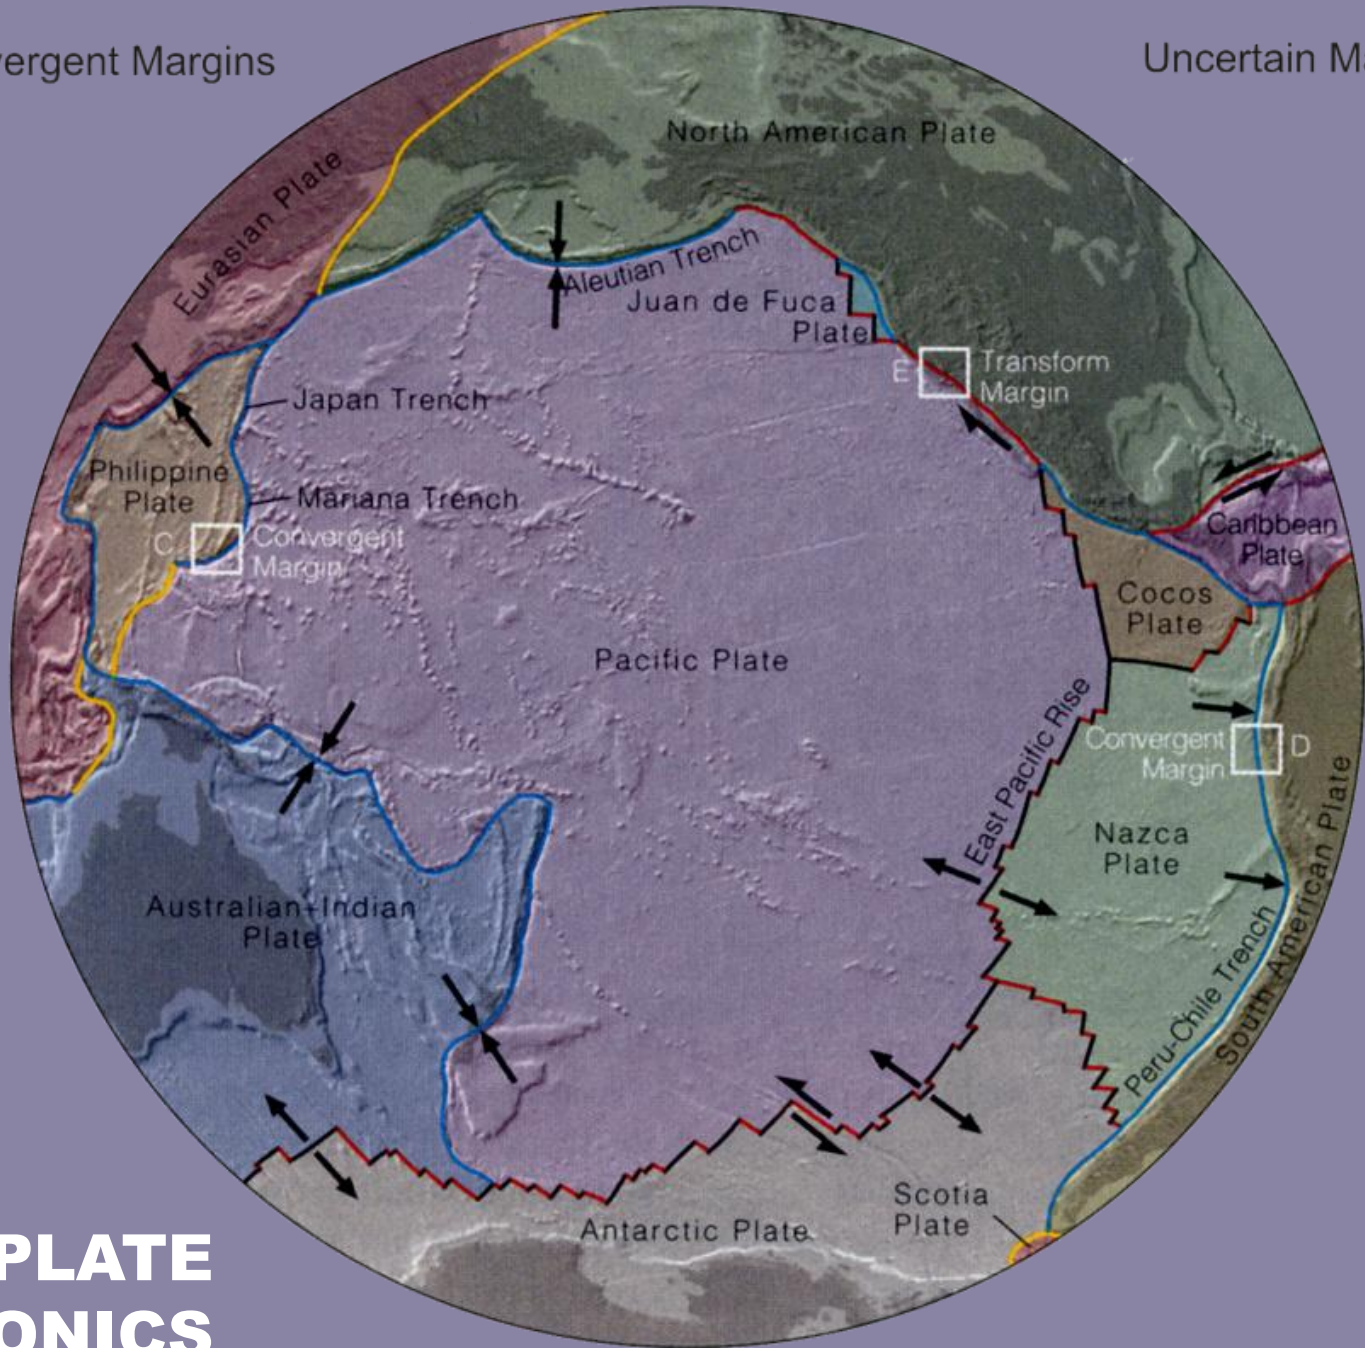 vergent Margins
Uncertain Ma
North American Plate
Eurasian Plate
Aleutian Trench
Juan de Fuca
Plate
E
Transform
Margin
Japan Trench
Philippine
Plate
Mariana Trench
C
Convergent
Margin
Caribbean
Plate
Cocos
Plate
Pacific Plate
East Pacific Rise
Convergent
Margin
D
Nazca
Plate
Australian+Indian
Plate
Peru-Chile Trench
South American Plate
Scotia
Plate
Antarctic Plate
PLATE
ONICS